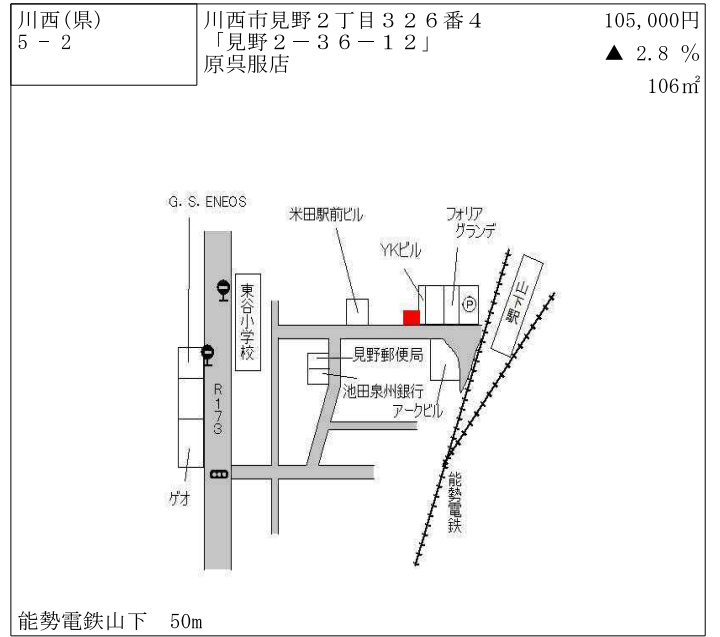 川西(県)
5 － 2
川西市見野２丁目３２６番４
「見野２－３６－１２」
原呉服店
105,000円
▲ 2.8 %
106㎡
G. S. ENEOS
米田駅前ビル
フォリア
グランデ
YKビル
東谷小学校
P
山下駅
見野郵便局
池田泉州銀行
アークビル
R173
ゲオ
能勢電鉄
能勢電鉄山下 50m